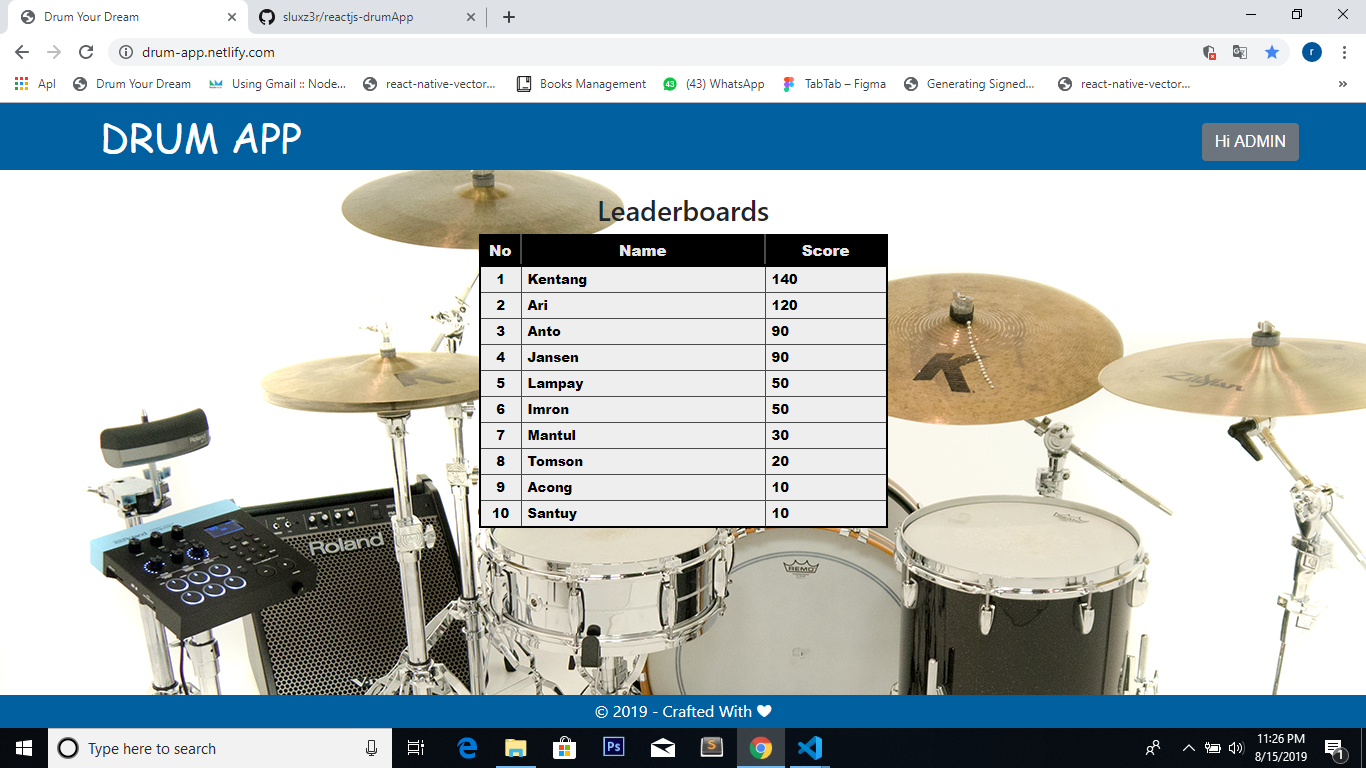 Drum Your Dream
sluxz3r/reactjs-drumApp
drum-app.netlify.com
r
Apl
Drum Your Dream
Using Gmail :: Node...
react-native-vector...
Books Management
43
(43) WhatsApp
TabTab – Figma
Generating Signed...
react-native-vector...
DRUM APP
Hi ADMIN
Leaderboards
No Name Score
1 Kentang 140
2 Ari 120
3 Anto 90
4 Jansen 90
5 Lampay 50
6 Imron 50
7 Mantul 30
8 Tomson 20
9 Acong 10
10 Santuy 10
K
K
Zildjian
Roland
Roland
REMO
© 2019 - Crafted With
Type here to search
Ps
S
11:26 PM
8/15/2019
1